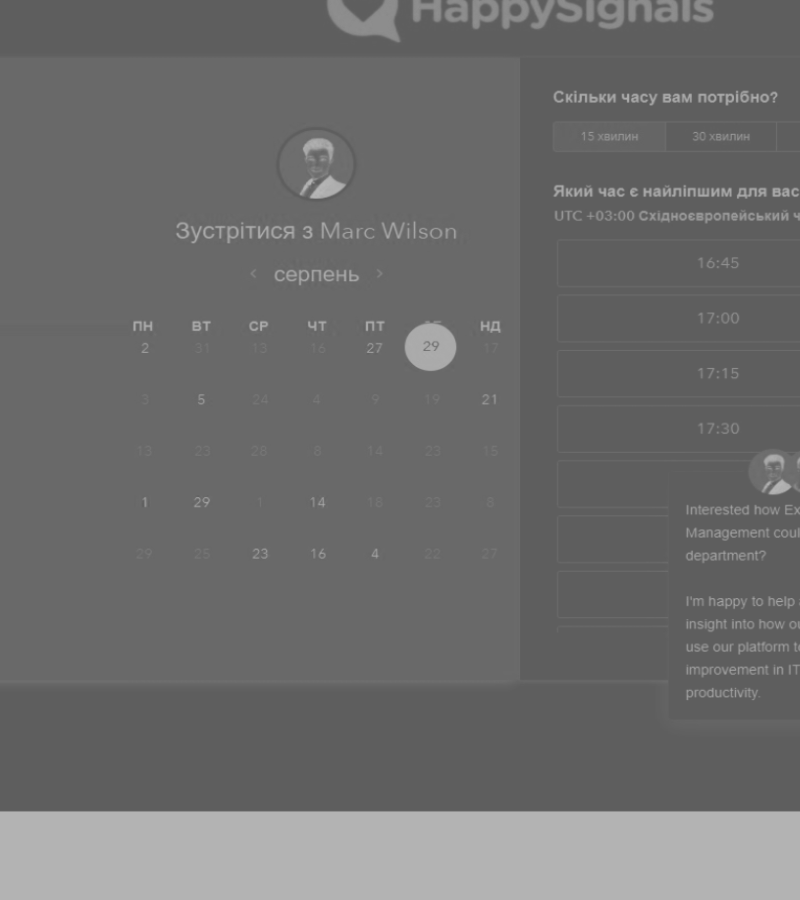 HappySignals
Зустрітися з Marc Wilson
‹ серпень ›
ПН ВТ СР ЧТ ПТ НД
2 31 13 16 27 29 17
3 5 24 4 9 19 21
13 23 28 8 14 23 15
1 29 1 14 18 23 8
29 25 23 16 4 22 27
Скільки часу вам потрібно?
15 хвилин 30 хвилин
Який час є найліпшим для вас
UTC +03:00 Східноєвропейський ч
16:45
17:00
17:15
17:30
Interested how Ex
Management coul
department?
I'm happy to help
insight into how ou
use our platform to
improvement in IT
productivity.